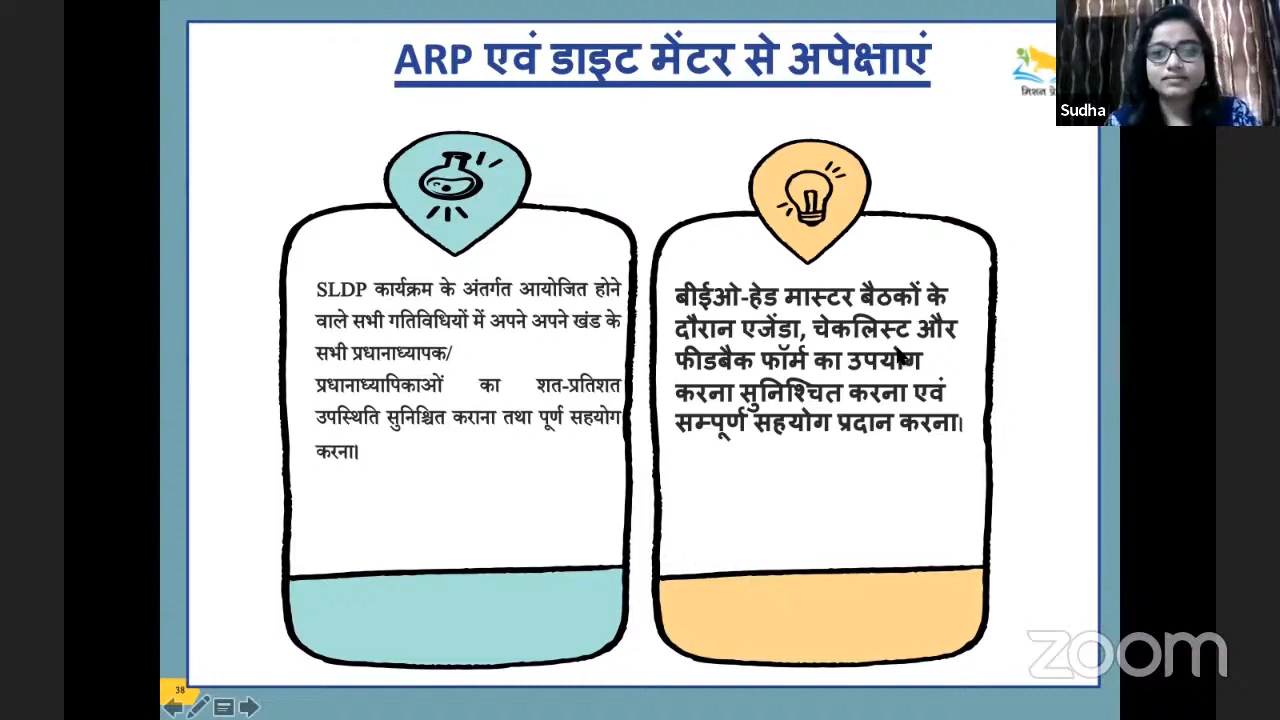 ARP एवं डाइट मेंटर से अपेक्षाएं
मिशन
Sudha
SLDP कार्यक्रम के अंतर्गत आयोजित होने
वाले सभी गतिविधियों में अपने अपने खंड के
सभी प्रधानाध्यापक/
प्रधानाध्यापिकाओं का शत-प्रतिशत
उपस्थिति सुनिश्चित कराना तथा पूर्ण सहयोग
करना।
बीईओ-हेड मास्टर बैठकों के
दौरान एजेंडा, चेकलिस्ट और
फीडबैक फॉर्म का उपयोग
करना सुनिश्चित करना एवं
सम्पूर्ण सहयोग प्रदान करना।
zoom
38